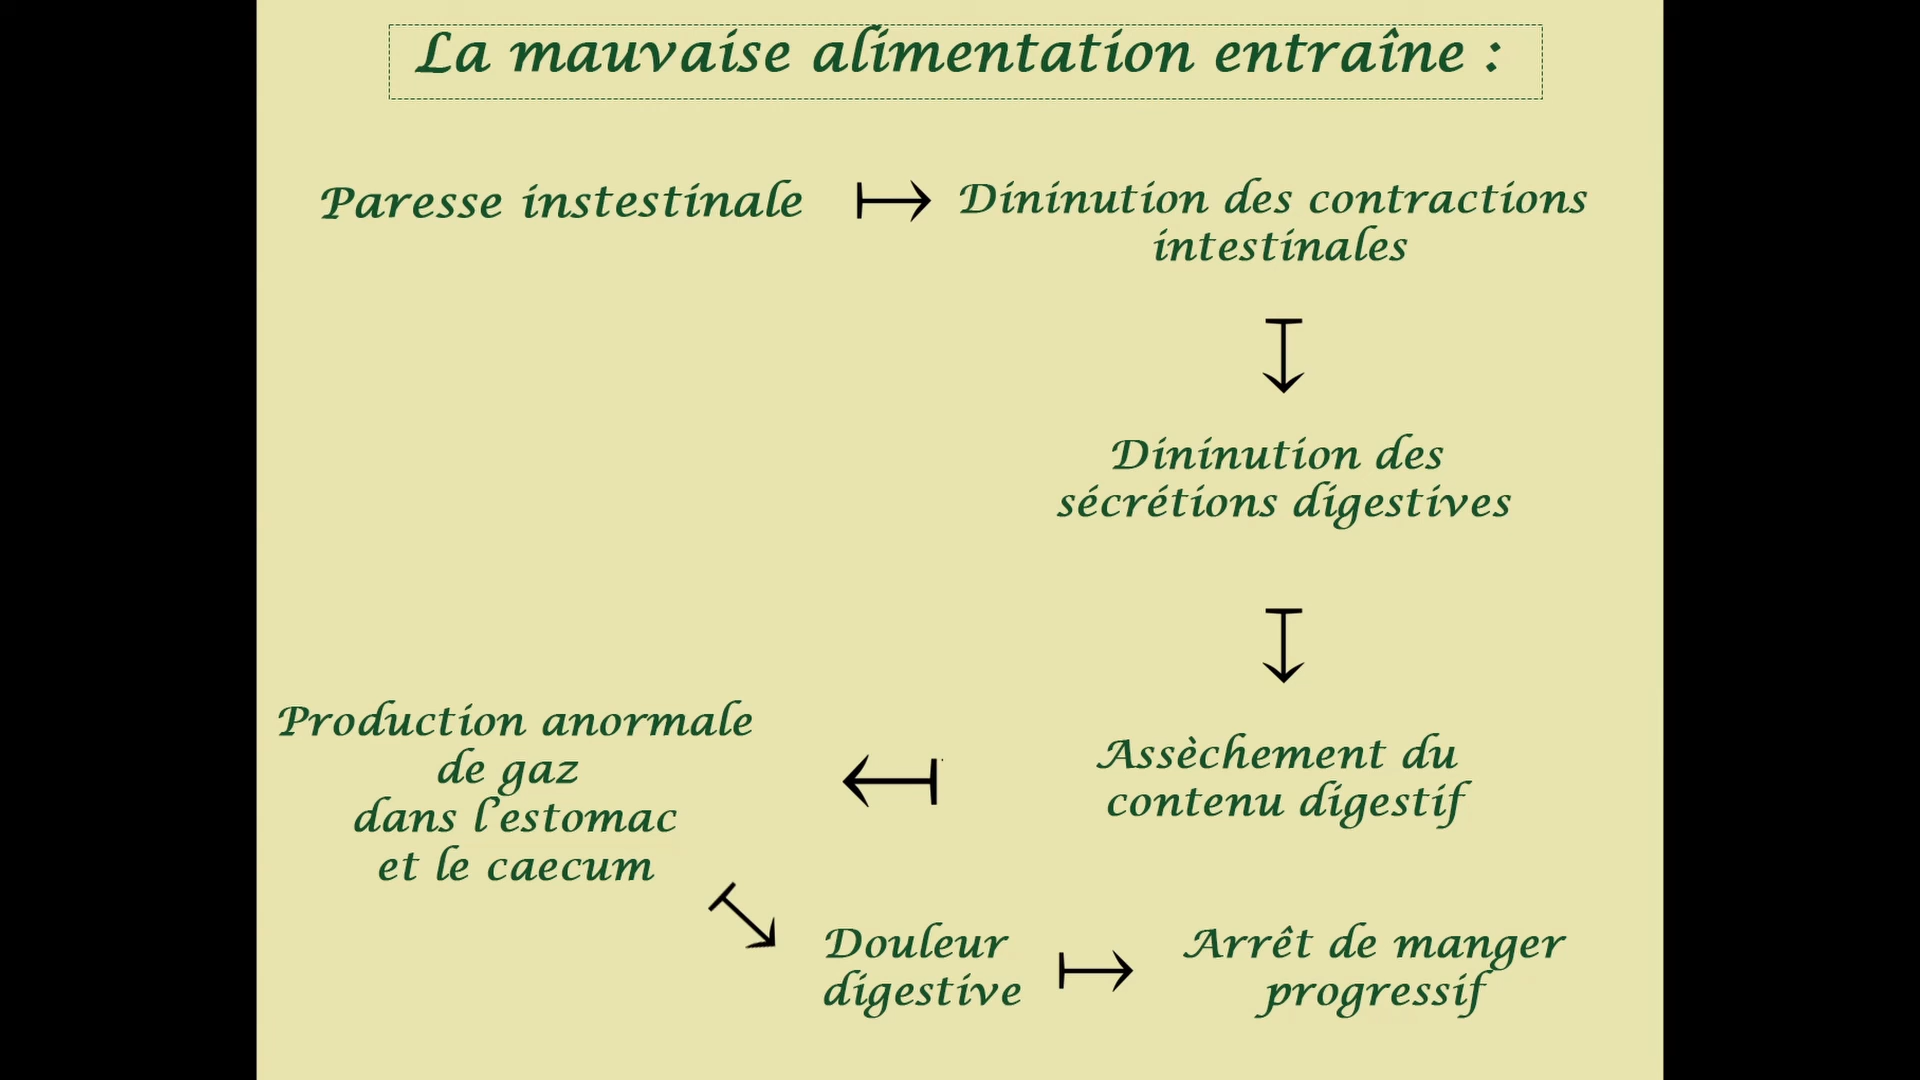 La mauvaise alimentation entraîne :
Paresse instestinale
Dininution des contractions
intestinales
Dininution des
sécrétions digestives
Assèchement du
contenu digestif
Production anormale
de gaz
dans l'estomac
et le caecum
Douleur
digestive
Arrêt de manger
progressif